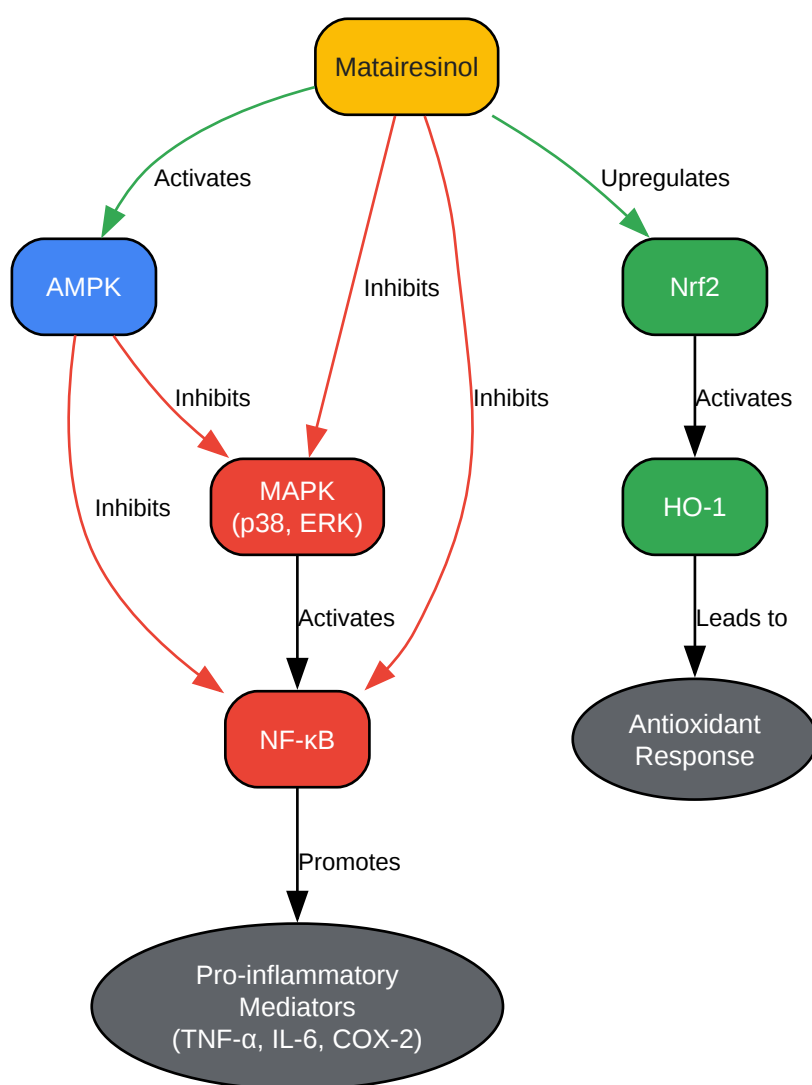 Matairesinol
Activates
Upregulates
AMPK
Inhibits
Nrf2
Inhibits
Inhibits
Activates
Inhibits
MAPK
(p38, ERK)
HO-1
Activates
Leads to
NF-κB
Antioxidant
Response
Promotes
Pro-inflammatory
Mediators
(TNF-α, IL-6, COX-2)